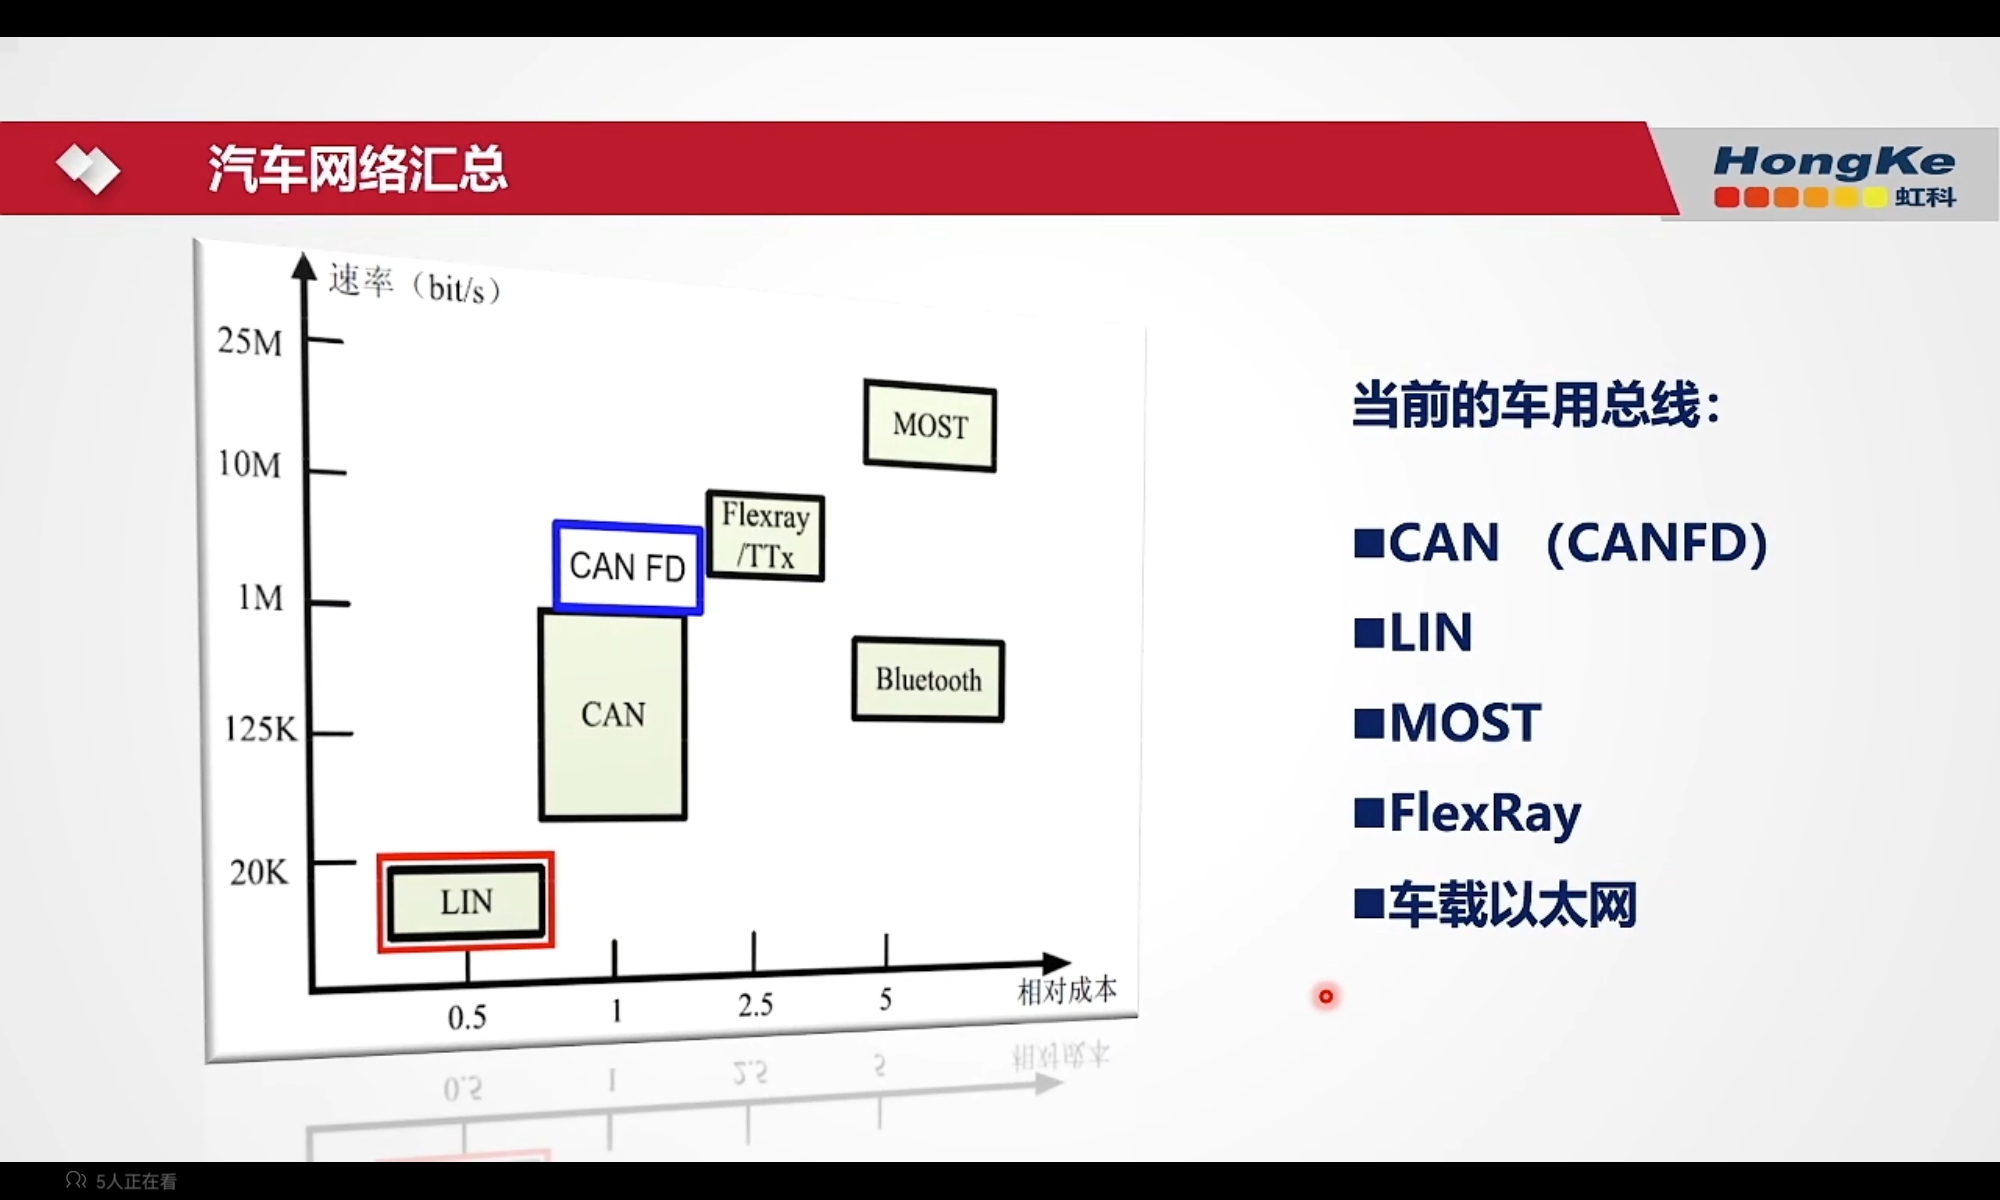 汽车网络汇总
HongKe
虹科
速率（bit/s）
25M
10M
1M
125K
20K
MOST
Flexray
/TTx
CAN FD
CAN
Bluetooth
LIN
0.5
1
2.5
5
相对成本
当前的车用总线：
■CAN （CANFD）
■LIN
■MOST
■FlexRay
■车载以太网
5人正在看